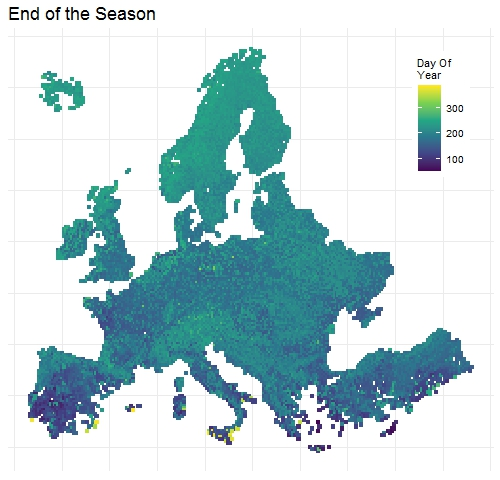 End of the Season
Day Of
Year
300
200
100